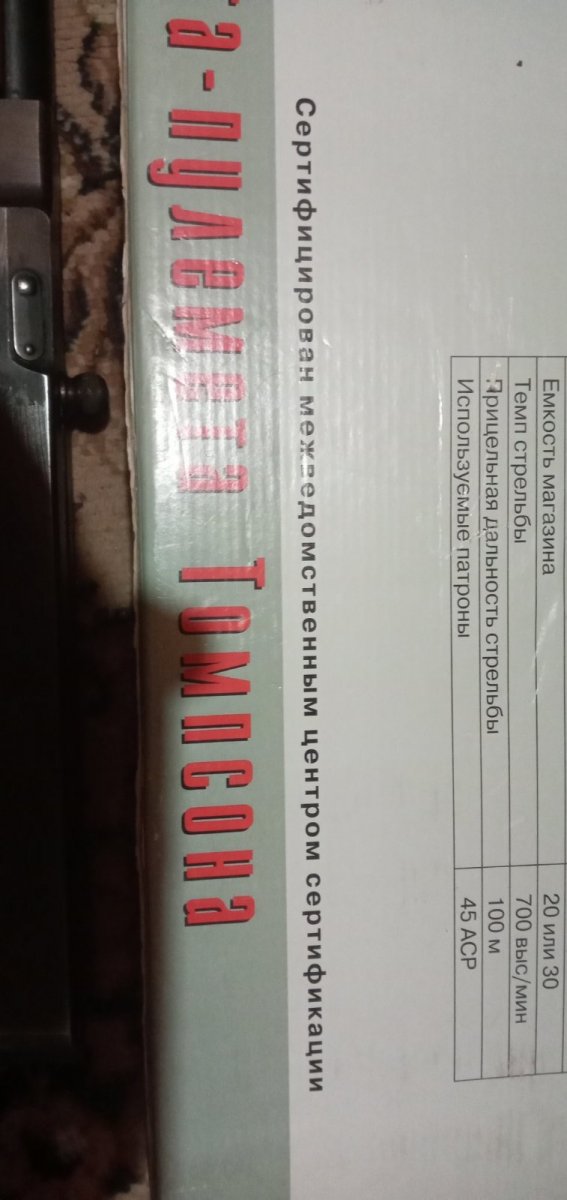 Емкость магазина 20 или 30
Темп стрельбы 700 выс/мин
Прицельная дальность стрельбы 100 м
Используемые патроны 45 АСР
Сертифицирован межведомственным центром сертификации
та-пулемета Томпсона